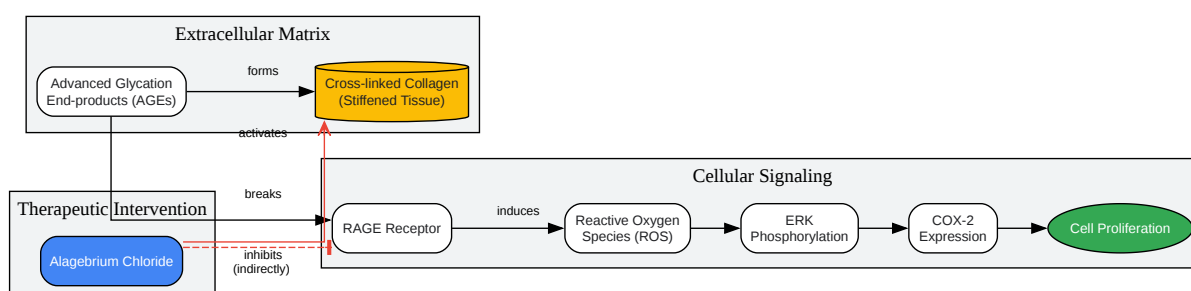 Extracellular Matrix
Advanced Glycation
End-products (AGEs)
forms
Cross-linked Collagen
(Stiffened Tissue)
activates
Cellular Signaling
breaks
Therapeutic Intervention
RAGE Receptor
induces
Reactive Oxygen
Species (ROS)
ERK
Phosphorylation
COX-2
Expression
Cell Proliferation
Alagebrium Chloride
inhibits
(indirectly)